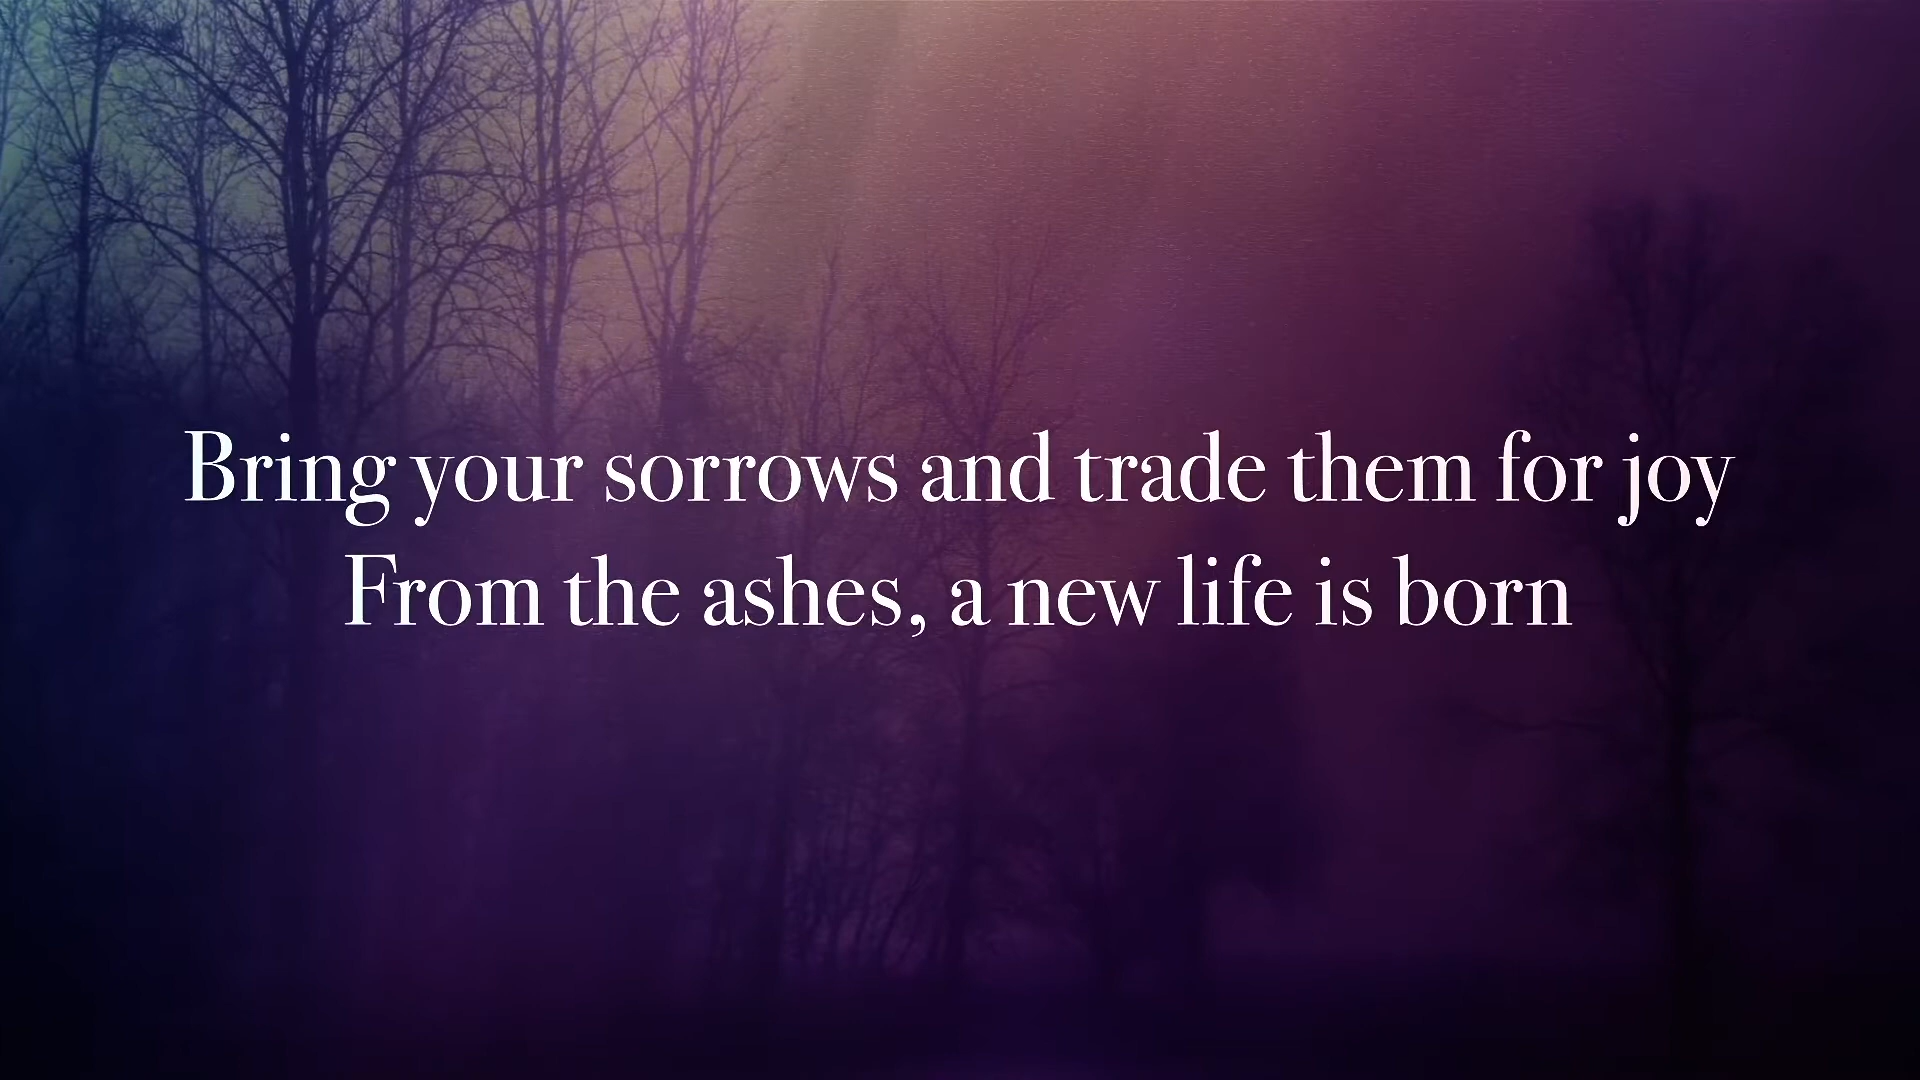 Bring your sorrows and trade them for joy
From the ashes, a new life is born